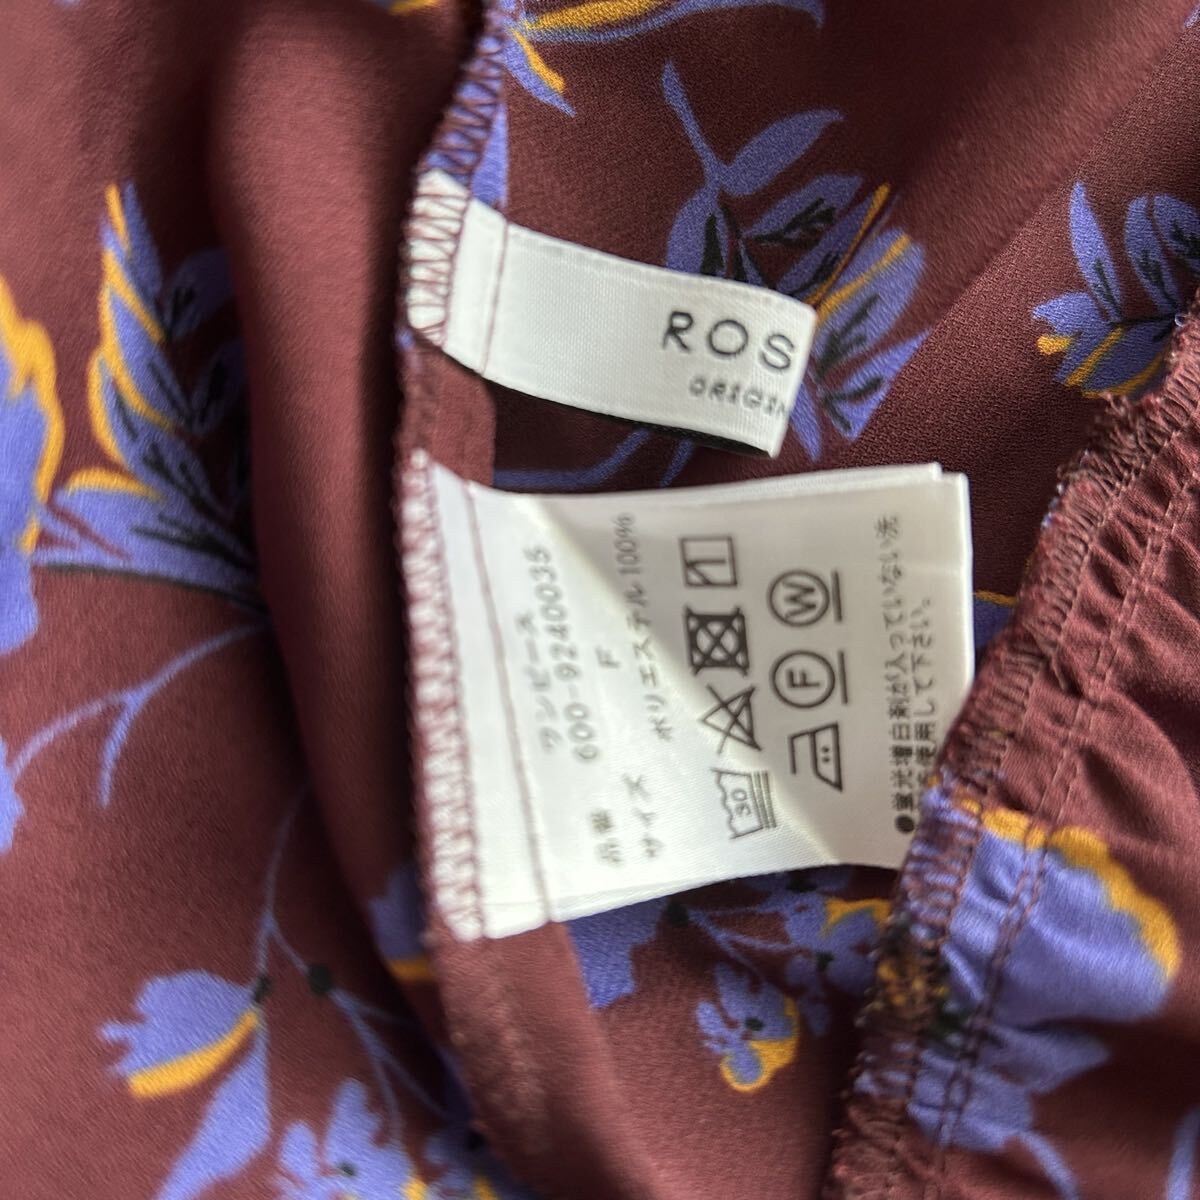 ROS
ORIGIN
ワンピース
品番 600-9240035
サイズ F
ポリエステル 100%
30
F W
●蛍光増白剤が入っていない洗
剤を使用して下さい。